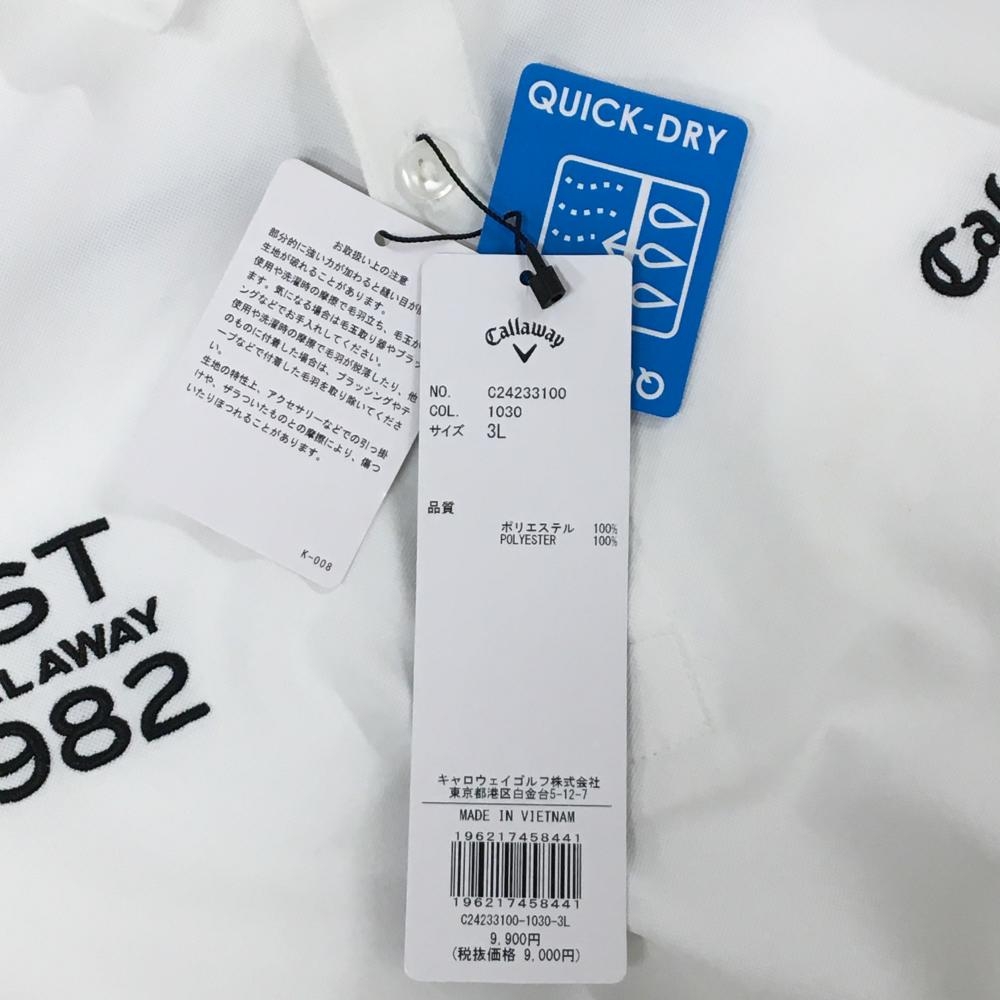 QUICK-DRY
お取扱い上の注意
部分的に強い力が加わると縫い目が
生地が破れることがあります。
使用や洗濯時の摩擦で毛羽立ち、毛玉が
ます。気になる場合は毛玉取り器やブラッ
ングなどでお手入れしてください。
使用や洗濯時の摩擦で毛羽が脱落したり、他
のものに付着した場合は、ブラッシングやテ
ープなどで付着した毛羽を取り除いてくださ
い。
生地の特性上、アクセサリーなどでの引っ掛
けや、ザラついたものとの摩擦により、傷つ
いたりほつれることがあります。
K-008
Callaway
NO. C24233100
COL. 1030
サイズ 3L
品質
ポリエステル 100%
POLYESTER 100%
キャロウェイゴルフ株式会社
東京都港区白金台5-12-7
MADE IN VIETNAM
196217458441
196217458441
C24233100-1030-3L
9,900円
(税抜価格 9,000円)
Cal
ST
LAWAY
982